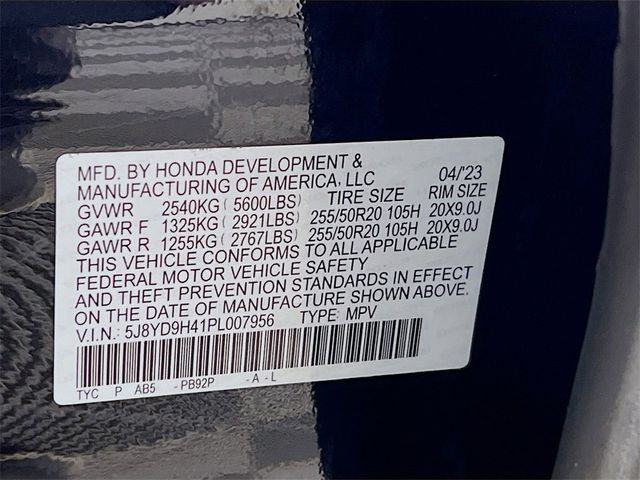 MFD. BY HONDA DEVELOPMENT & 04/'23
MANUFACTURING OF AMERICA, LLC
GVWR 2540KG ( 5600LBS) TIRE SIZE RIM SIZE
GAWR F 1325KG ( 2921LBS) 255/50R20 105H 20X9.0J
GAWR R 1255KG ( 2767LBS) 255/50R20 105H 20X9.0J
THIS VEHICLE CONFORMS TO ALL APPLICABLE
FEDERAL MOTOR VEHICLE SAFETY
AND THEFT PREVENTION STANDARDS IN EFFECT
ON THE DATE OF MANUFACTURE SHOWN ABOVE.
V.I.N.: 5J8YD9H41PL007956 TYPE: MPV
TYC P AB5 -PB92P -A-L